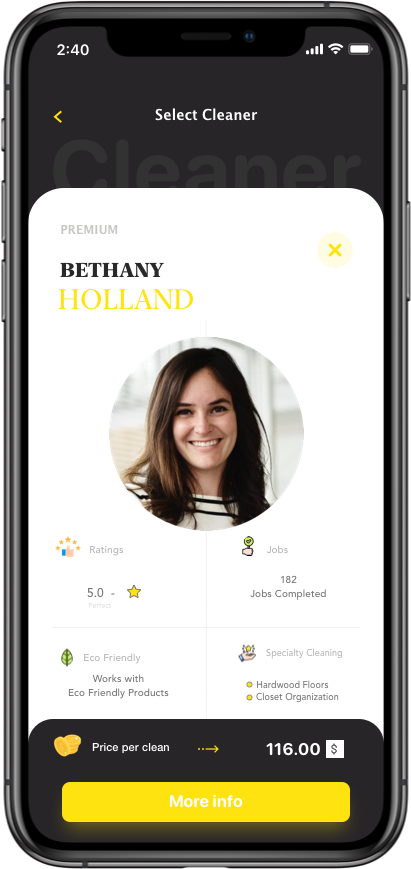 2:40
Select Cleaner
Cleaner
PREMIUM
BETHANY
HOLLAND
Ratings
Jobs
5.0 -
Perfect
182
Jobs Completed
Eco Friendly
Specialty Cleaning
Works with
Eco Friendly Products
Hardwood Floors
Closet Organization
Price per clean
116.00 $
More info